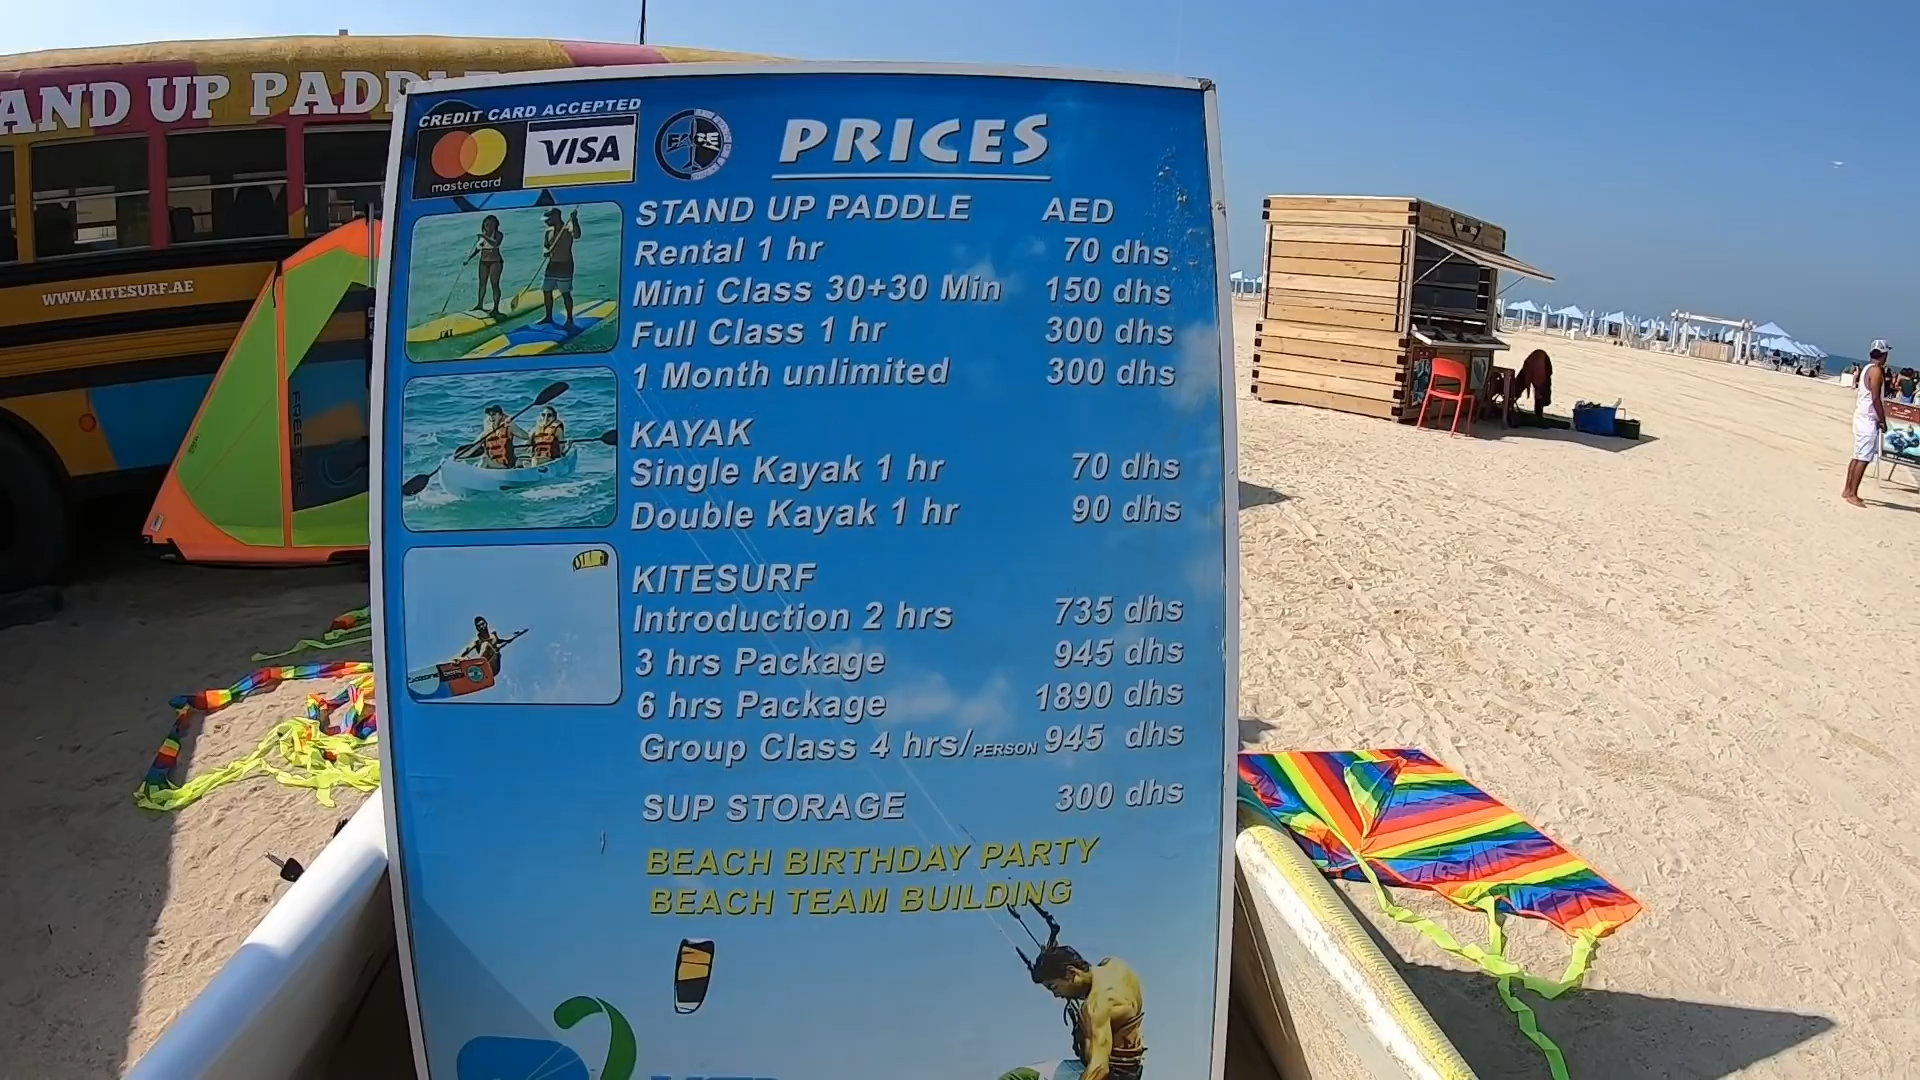 AND UP PADDLE
WWW.KITESURF.AE
CREDIT CARD ACCEPTED
mastercard
VISA
PRICES
STAND UP PADDLE AED
Rental 1 hr 70 dhs
Mini Class 30+30 Min 150 dhs
Full Class 1 hr 300 dhs
1 Month unlimited 300 dhs
KAYAK
Single Kayak 1 hr 70 dhs
Double Kayak 1 hr 90 dhs
KITESURF
Introduction 2 hrs 735 dhs
3 hrs Package 945 dhs
6 hrs Package 1890 dhs
Group Class 4 hrs/PERSON 945 dhs
SUP STORAGE 300 dhs
BEACH BIRTHDAY PARTY
BEACH TEAM BUILDING